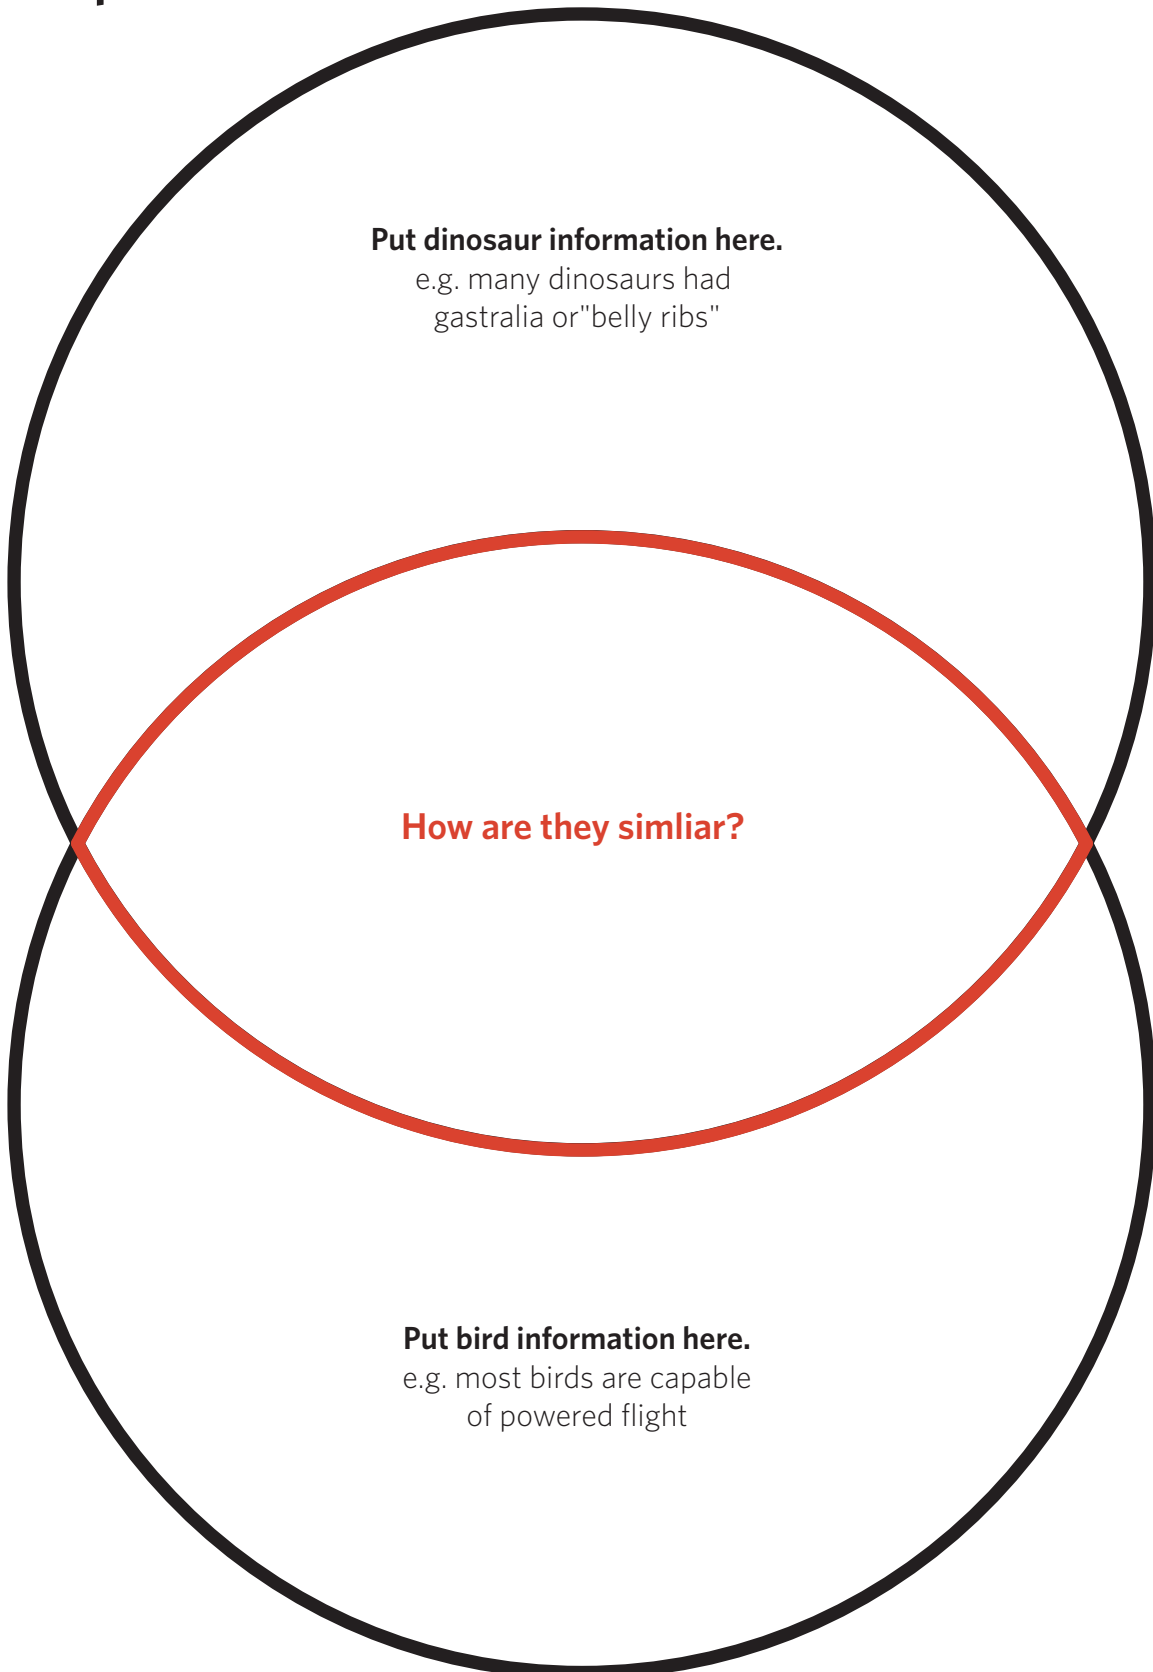 Put dinosaur information here.
e.g. many dinosaurs had
gastralia or"belly ribs"
How are they simliar?
Put bird information here.
e.g. most birds are capable
of powered flight